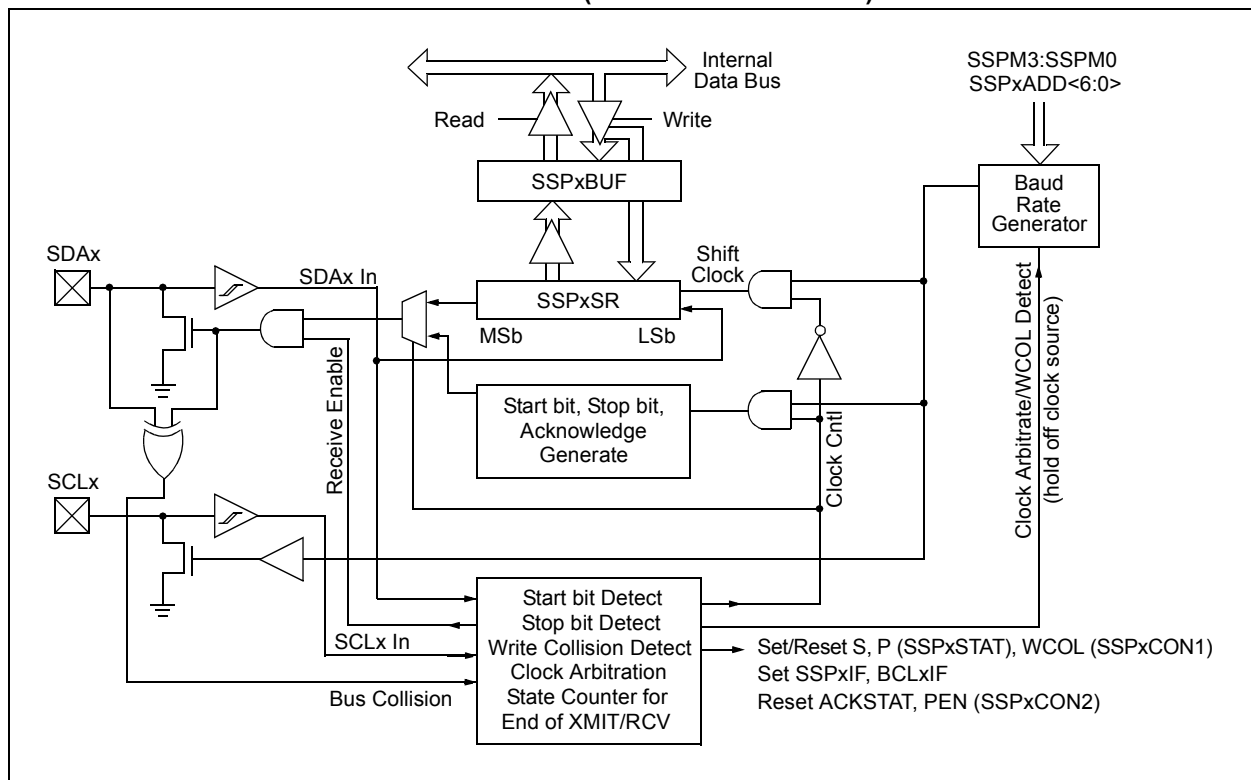 Internal
Data Bus
SSPM3:SSPM0
SSPxADD<6:0>
Read
Write
SSPxBUF
Baud
Rate
Generator
SDAx
SDAx In
Shift
Clock
SSPxSR
MSb
LSb
Clock Arbitrate/WCOL Detect
(hold off clock source)
Start bit, Stop bit,
Acknowledge
Generate
Receive Enable
Clock Cntl
SCLx
SCLx In
Bus Collision
Start bit Detect
Stop bit Detect
Write Collision Detect
Clock Arbitration
State Counter for
End of XMIT/RCV
Set/Reset S, P (SSPxSTAT), WCOL (SSPxCON1)
Set SSPxIF, BCLxIF
Reset ACKSTAT, PEN (SSPxCON2)